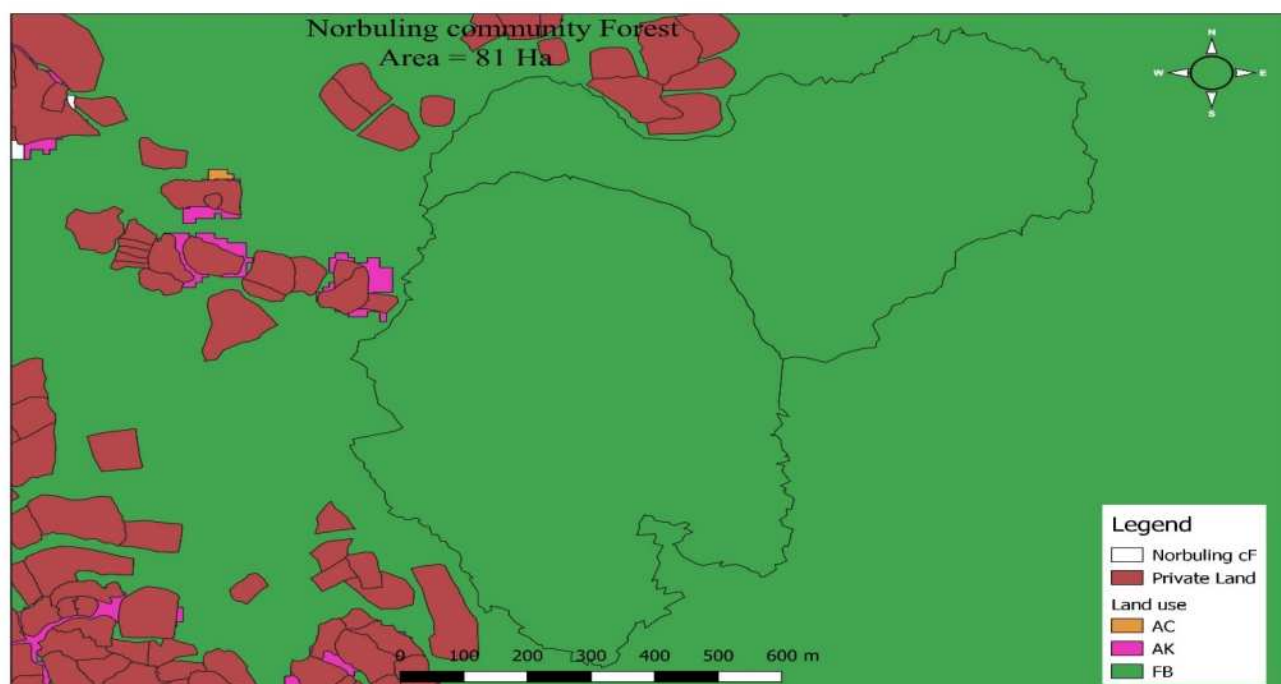 Norbuling community Forest
Area = 81 Ha
N
W E
S
Legend
Norbuling cF
Private Land
Land use
AC
AK
FB
0 100 200 300 400 500 600 m